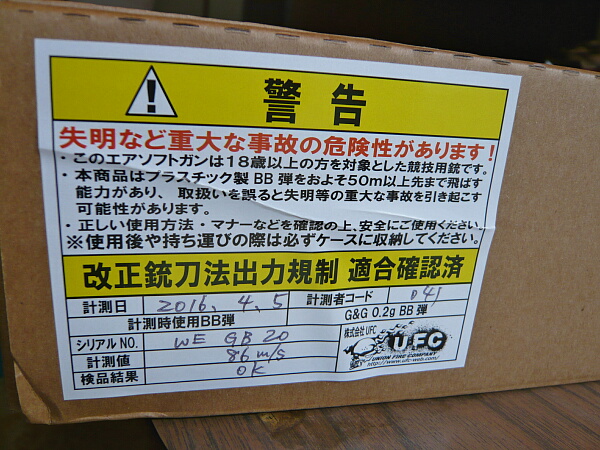 警告
失明など重大な事故の危険性があります!
・このエアソフトガンは18歳以上の方を対象とした競技用銃です。
・本商品はプラスチック製BB弾をおよそ50m以上先まで飛ばす
能力があり、取扱いを誤ると失明等の重大な事故を引き起こす
可能性があります。
・正しい使用方法・マナーなどを確認の上、安全にご使用ください。
※使用後や持ち運びの際は必ずケースに収納してください。
改正銃刀法出力規制 適合確認済
計測日 2016. 4. 5 計測者コード 041
計測時使用BB弾 G&G 0.2g BB弾
シリアルNO. WE GB 20
計測値 86 m/s
検品結果 OK
株式会社 UFC
UFC
UNION FIRE COMPANY
http://www.ufc-web.com/